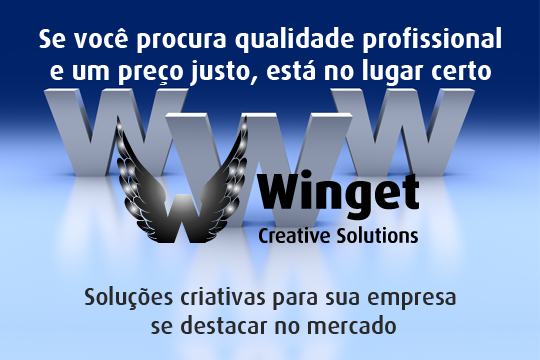 Se você procura qualidade profissional
e um preço justo, está no lugar certo
W W W
W
Winget
Creative Solutions
Soluções criativas para sua empresa
se destacar no mercado